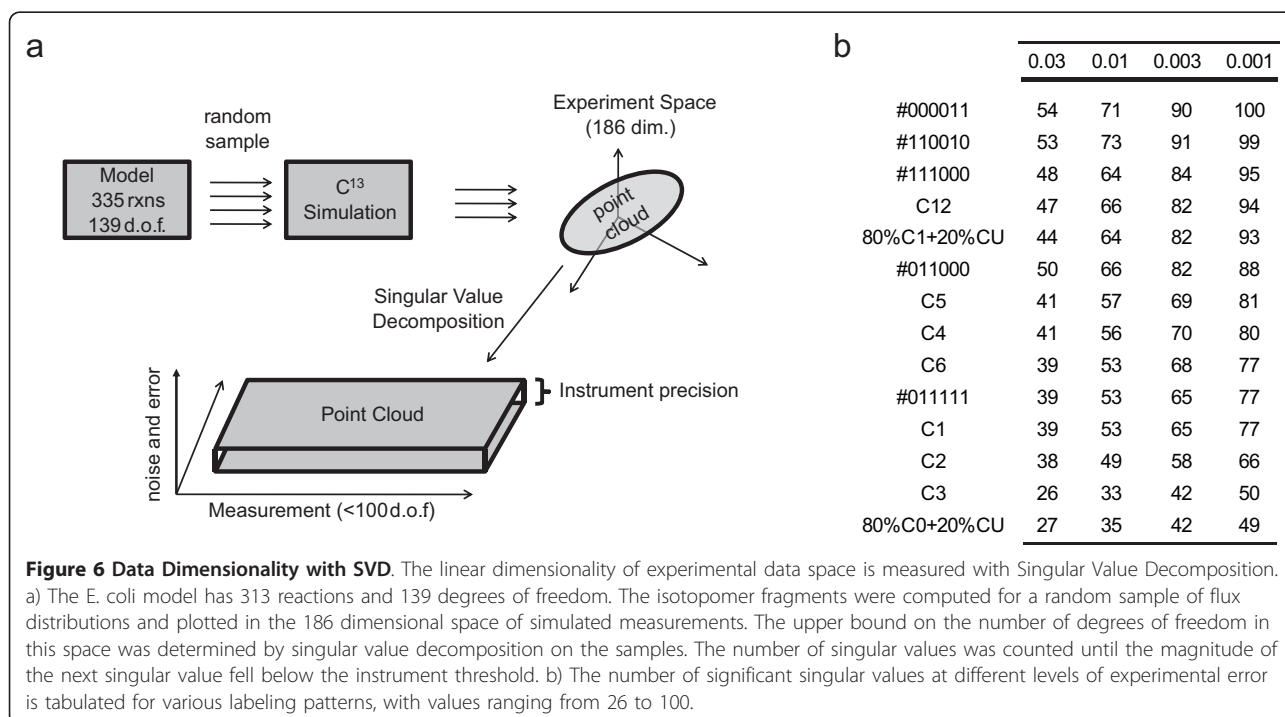 a
random
sample
Model
335 rxns
139 d.o.f.
C13
Simulation
Experiment Space
(186 dim.)
point
cloud
Singular Value
Decomposition
noise and error
Point Cloud
Instrument precision
Measurement (<100 d.o.f)
b
0.03 0.01 0.003 0.001
#000011 54 71 90 100
#110010 53 73 91 99
#111000 48 64 84 95
C12 47 66 82 94
80%C1+20%CU 44 64 82 93
#011000 50 66 82 88
C5 41 57 69 81
C4 41 56 70 80
C6 39 53 68 77
#011111 39 53 65 77
C1 39 53 65 77
C2 38 49 58 66
C3 26 33 42 50
80%C0+20%CU 27 35 42 49
Figure 6 Data Dimensionality with SVD. The linear dimensionality of experimental data space is measured with Singular Value Decomposition.
a) The E. coli model has 313 reactions and 139 degrees of freedom. The isotopomer fragments were computed for a random sample of flux
distributions and plotted in the 186 dimensional space of simulated measurements. The upper bound on the number of degrees of freedom in
this space was determined by singular value decomposition on the samples. The number of singular values was counted until the magnitude of
the next singular value fell below the instrument threshold. b) The number of significant singular values at different levels of experimental error
is tabulated for various labeling patterns, with values ranging from 26 to 100.